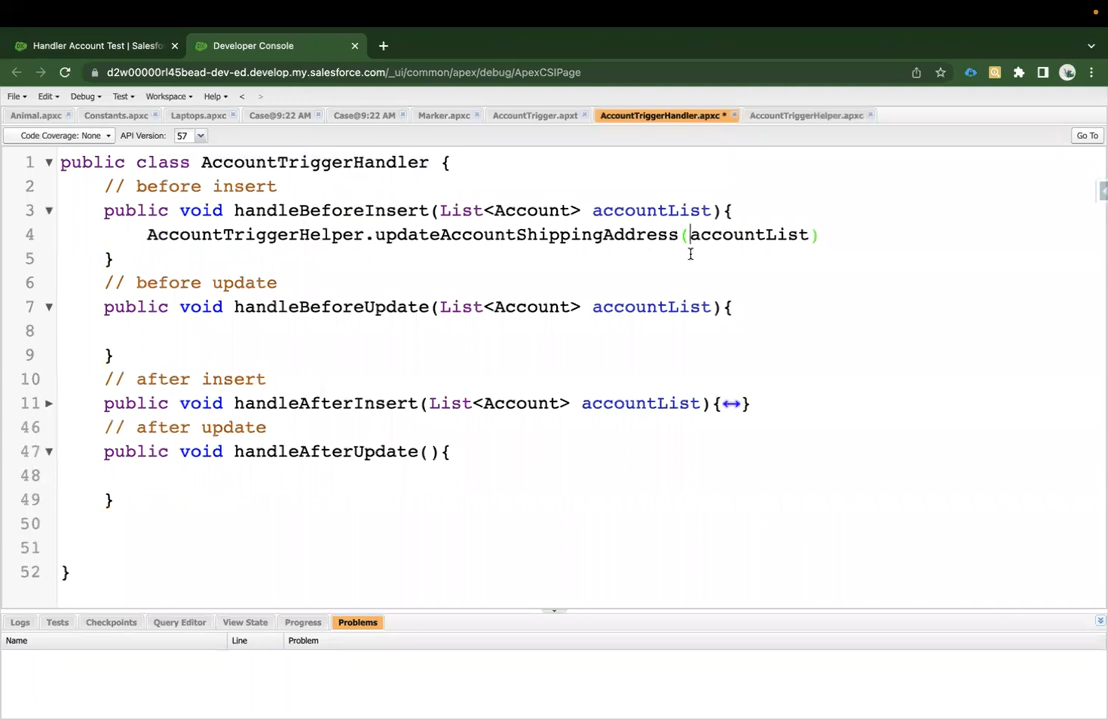 Handler Account Test | Salesfo
Developer Console
d2w00000rl45bead-dev-ed.develop.my.salesforce.com/_ui/common/apex/debug/ApexCSIPage
File Edit Debug Test Workspace Help < >
Animal.apxc Constants.apxc Laptops.apxc Case@9:22 AM Case@9:22 AM Marker.apxc AccountTrigger.apxt AccountTriggerHandler.apxc * AccountTriggerHelper.apxc
Code Coverage: None API Version: 57 Go To
1 public class AccountTriggerHandler {
2 // before insert
3 public void handleBeforeInsert(List<Account> accountList){
4 AccountTriggerHelper.updateAccountShippingAddress(accountList)
5 }
6 // before update
7 public void handleBeforeUpdate(List<Account> accountList){
8
9 }
10 // after insert
11 public void handleAfterInsert(List<Account> accountList){↔}
46 // after update
47 public void handleAfterUpdate(){
48
49 }
50
51
52 }
Logs Tests Checkpoints Query Editor View State Progress Problems
Name Line Problem